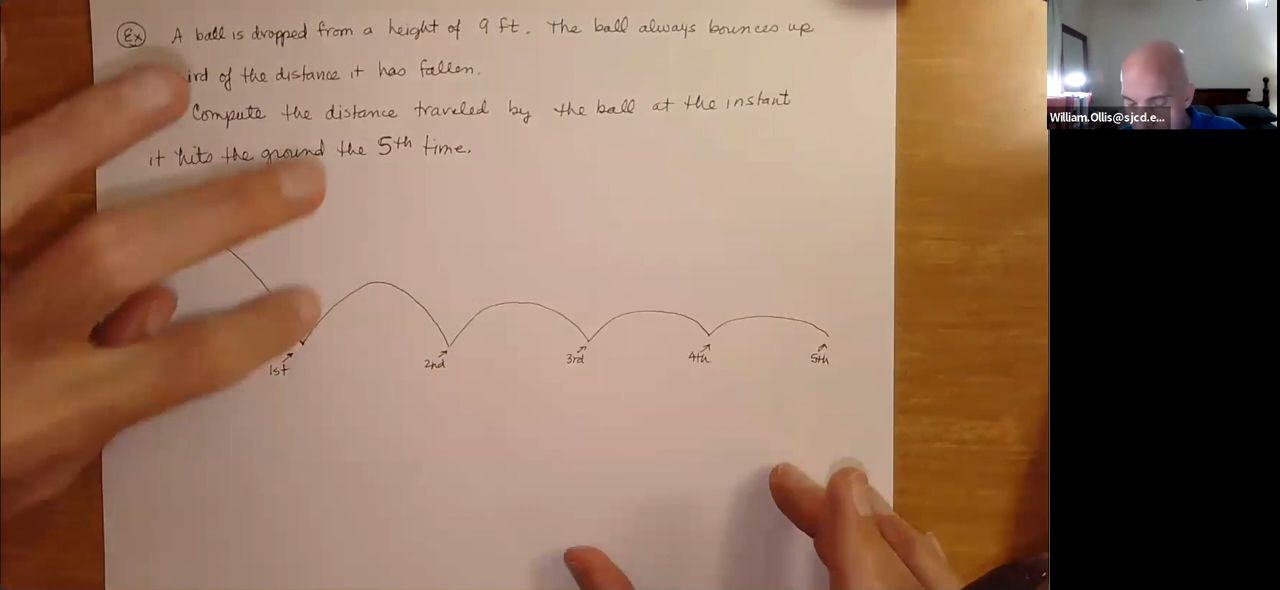 Ex A ball is dropped from a height of 9 ft. The ball always bounces up
ird of the distance it has fallen.
Compute the distance traveled by the ball at the instant
it hits the ground the 5th time.
1st 2nd 3rd 4th 5th
William.Ollis@sjcd.e...